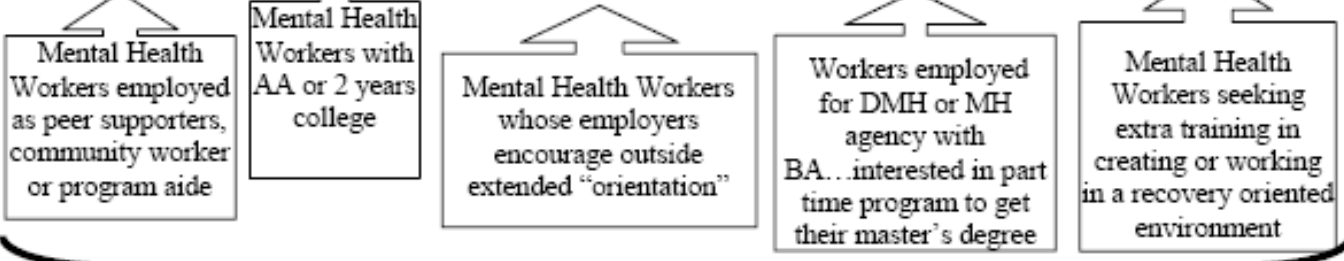 Mental Health
Workers employed
as peer supporters,
community worker
or program aide
Mental Health
Workers with
AA or 2 years
college
Mental Health Workers
whose employers
encourage outside
extended “orientation”
Workers employed
for DMH or MH
agency with
BA…interested in part
time program to get
their master’s degree
Mental Health
Workers seeking
extra training in
creating or working
in a recovery oriented
environment